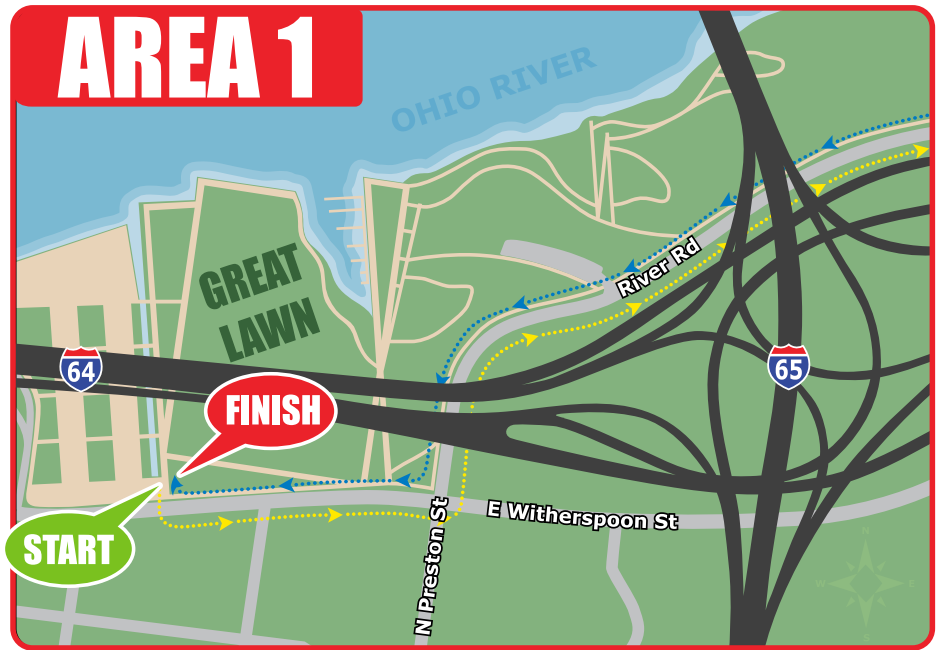 AREA 1
OHIO RIVER
GREAT
LAWN
River Rd
64
65
FINISH
START
E Witherspoon St
N Preston St
N
W
E
S